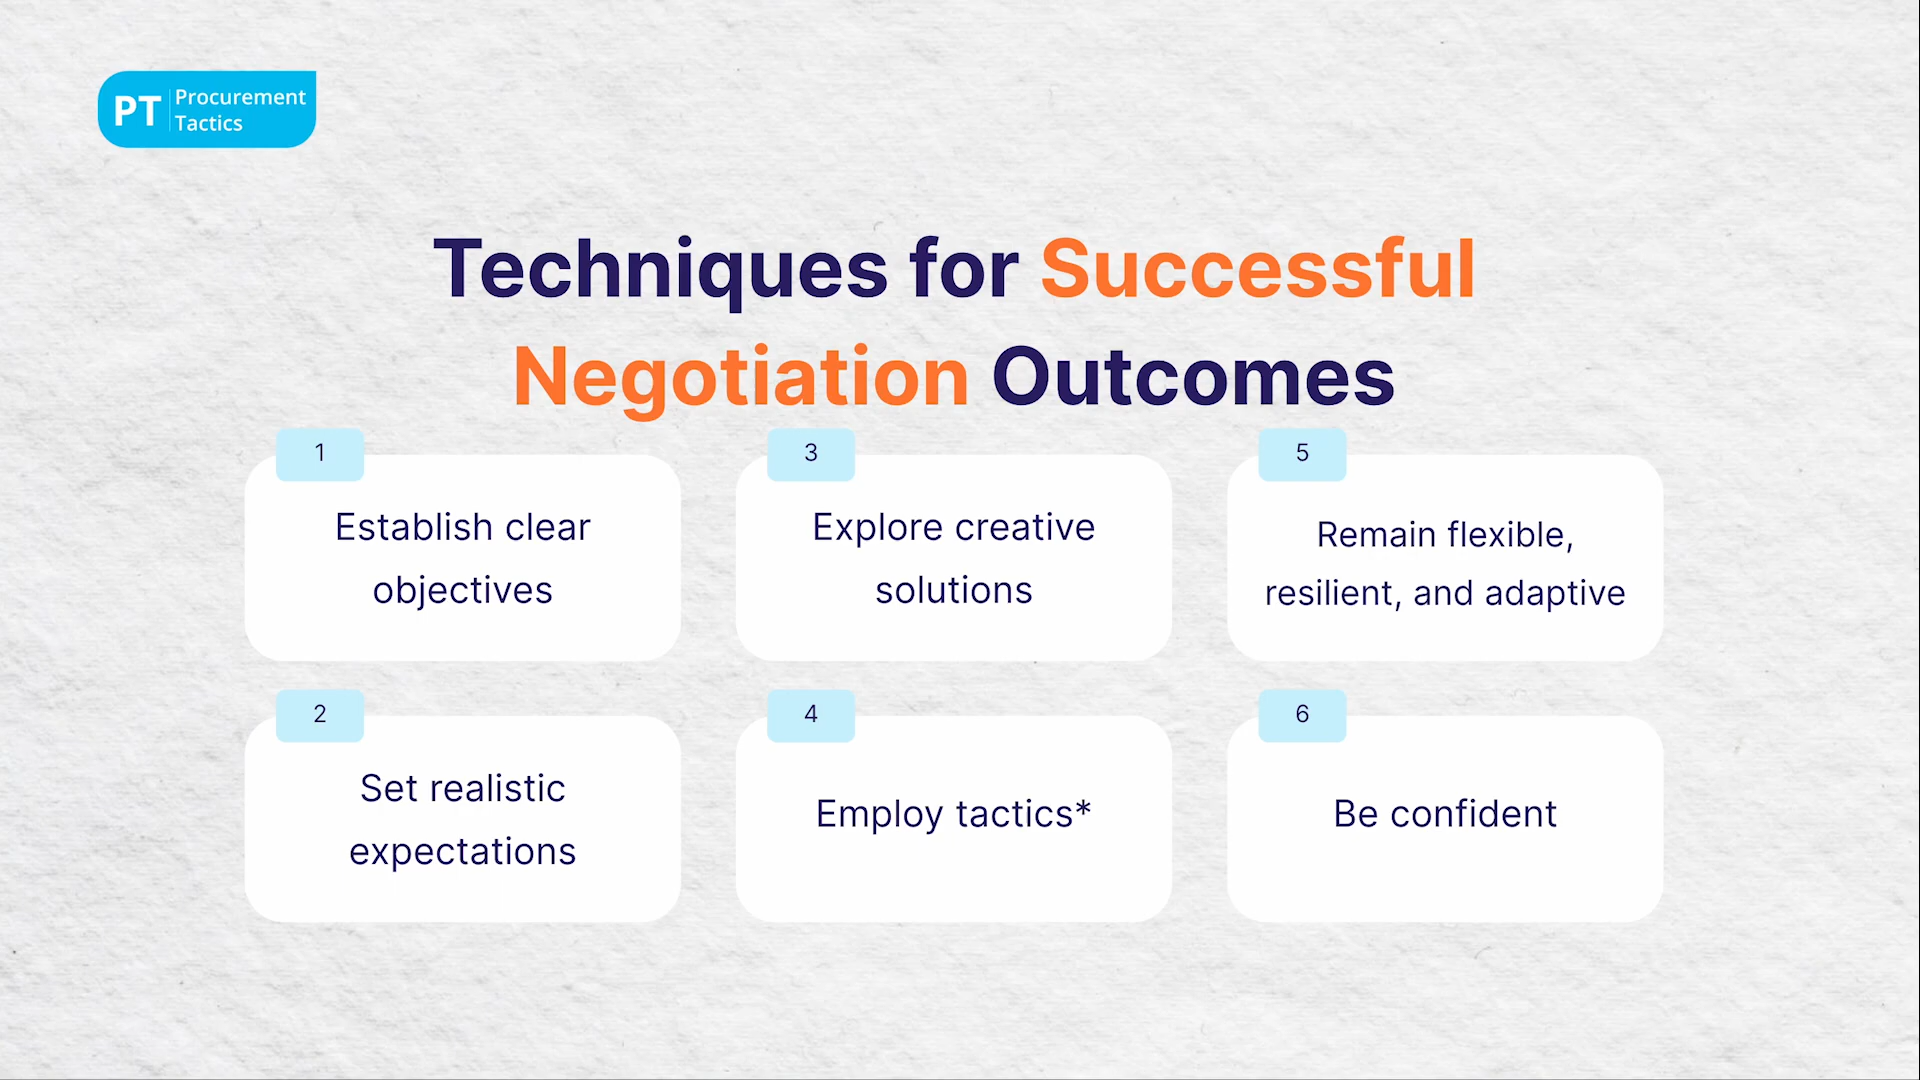 PT
Procurement
Tactics
Techniques for Successful
Negotiation Outcomes
1
Establish clear
objectives
2
Set realistic
expectations
3
Explore creative
solutions
4
Employ tactics*
5
Remain flexible,
resilient, and adaptive
6
Be confident